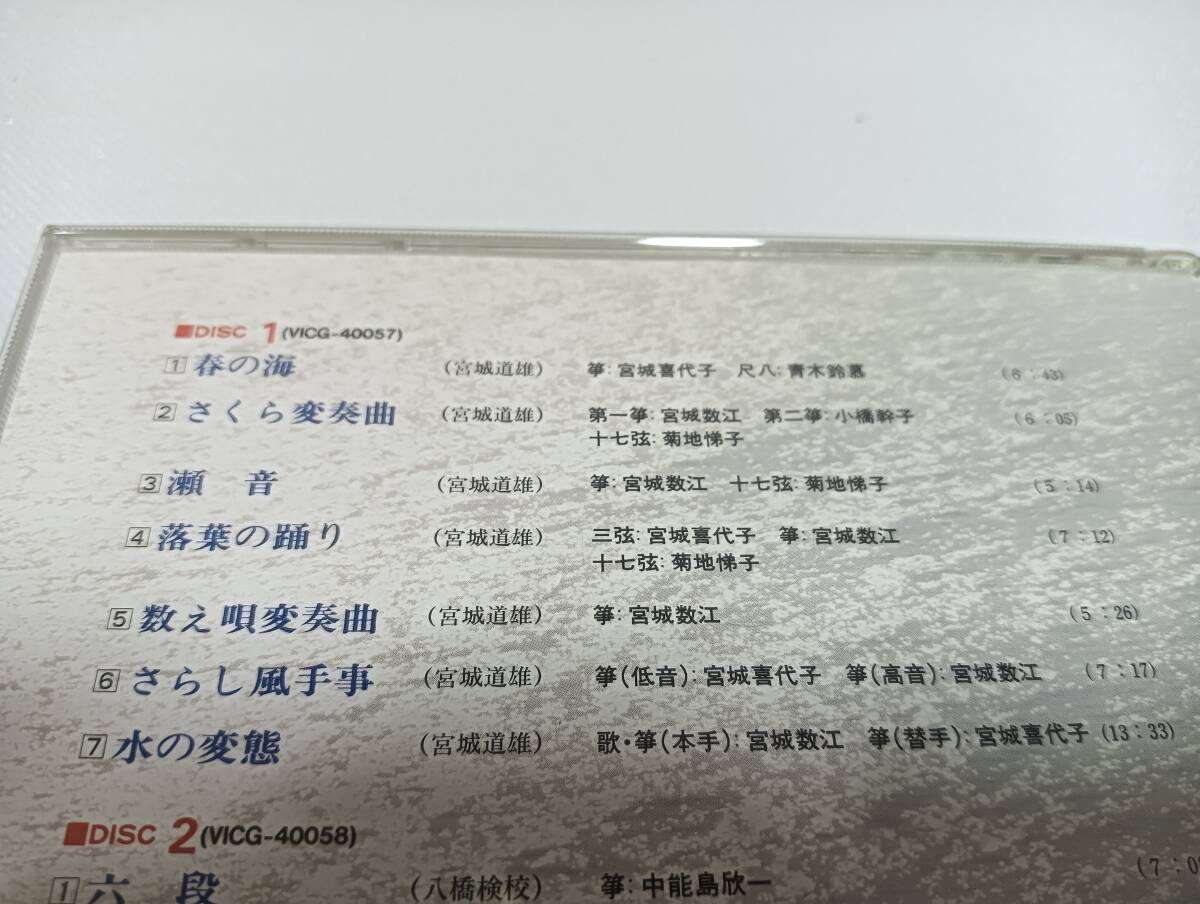 ■DISC 1 (VICG-40057)
1 春の海 (宮城道雄) 箏: 宮城喜代子 尺八: 青木鈴慕 (6:43)
2 さくら変奏曲 (宮城道雄) 第一箏: 宮城数江 第二箏: 小橋幹子 (6:05)
十七弦: 菊地悌子
3 瀬 音 (宮城道雄) 箏: 宮城数江 十七弦: 菊地悌子 (5:14)
4 落葉の踊り (宮城道雄) 三弦: 宮城喜代子 箏: 宮城数江 (7:12)
十七弦: 菊地悌子
5 数え唄変奏曲 (宮城道雄) 箏: 宮城数江 (5:26)
6 さらし風手事 (宮城道雄) 箏(低音): 宮城喜代子 箏(高音): 宮城数江 (7:17)
7 水の変態 (宮城道雄) 歌・箏(本手): 宮城数江 箏(替手): 宮城喜代子 (13:33)
■DISC 2 (VICG-40058)
1 六 段 (八橋検校) 箏: 中能島欣一